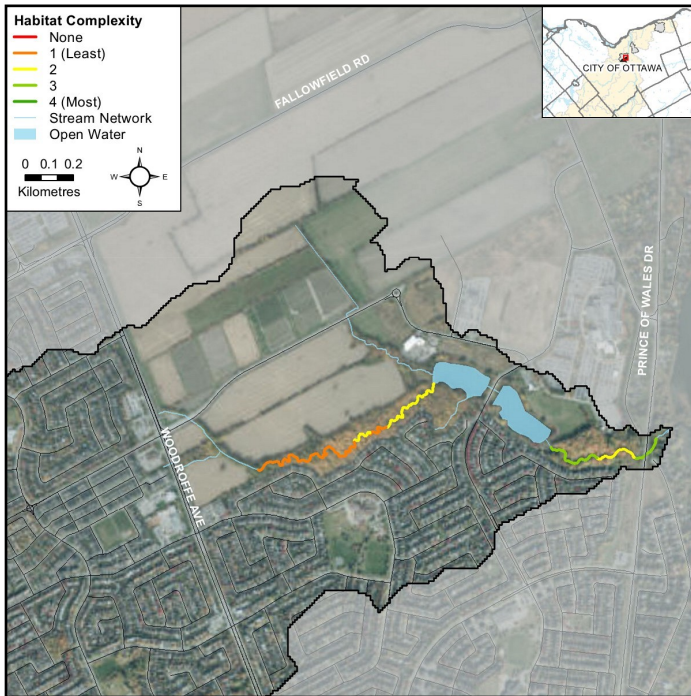 Habitat Complexity
None
1 (Least)
2
3
4 (Most)
Stream Network
Open Water
0 0.1 0.2
Kilometres
N
W E
S
CITY OF OTTAWA
FALLOWFIELD RD
PRINCE OF WALES DR
WOODROFFE AVE